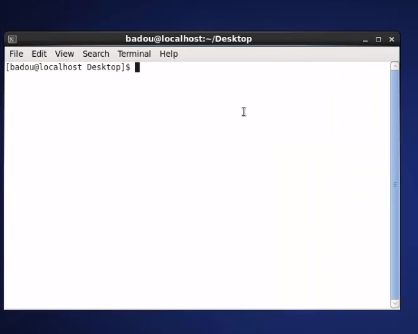 badou@localhost:~/Desktop
File Edit View Search Terminal Help
[badou@localhost Desktop]$